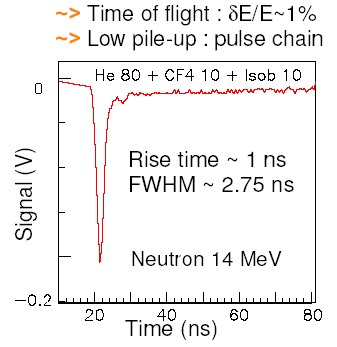 ~> Time of flight : δE/E~1%
~> Low pile-up : pulse chain
He 80 + CF4 10 + Isob 10
0
Rise time ~ 1 ns
FWHM ~ 2.75 ns
Signal (V)
Neutron 14 MeV
−0.2
20 40 60 80
Time (ns)